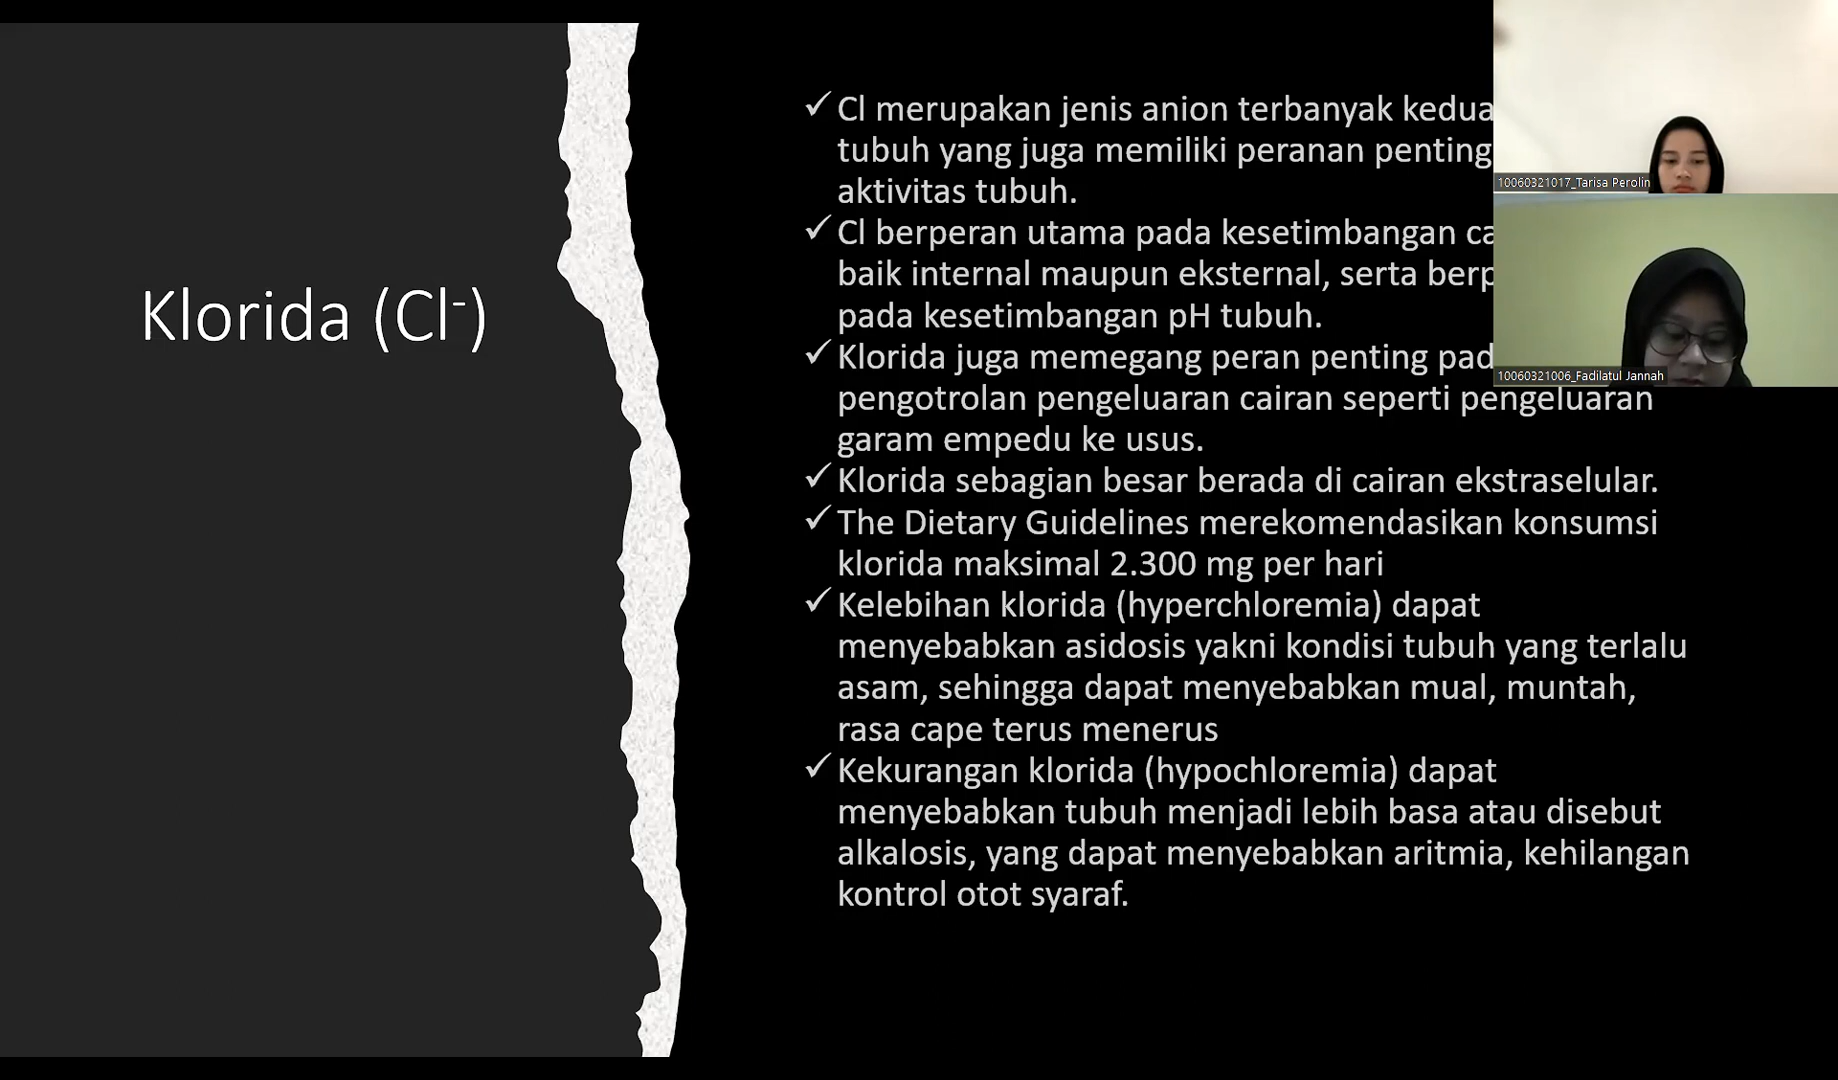 Klorida (Cl-)
✓ Cl merupakan jenis anion terbanyak kedua
tubuh yang juga memiliki peranan penting
aktivitas tubuh.
✓ Cl berperan utama pada kesetimbangan
baik internal maupun eksternal, serta
pada kesetimbangan pH tubuh.
✓ Klorida juga memegang peran penting
pengotrolan pengeluaran cairan seperti pengeluaran
garam empedu ke usus.
✓ Klorida sebagian besar berada di cairan ekstraselular.
✓ The Dietary Guidelines merekomendasikan konsumsi
klorida maksimal 2.300 mg per hari
✓ Kelebihan klorida (hyperchloremia) dapat
menyebabkan asidosis yakni kondisi tubuh yang terlalu
asam, sehingga dapat menyebabkan mual, muntah,
rasa cape terus menerus
✓ Kekurangan klorida (hypochloremia) dapat
menyebabkan tubuh menjadi lebih basa atau disebut
alkalosis, yang dapat menyebabkan aritmia, kehilangan
kontrol otot syaraf.
10060321017_Tarisa Perolin
10060321006_Fadilatul Jannah